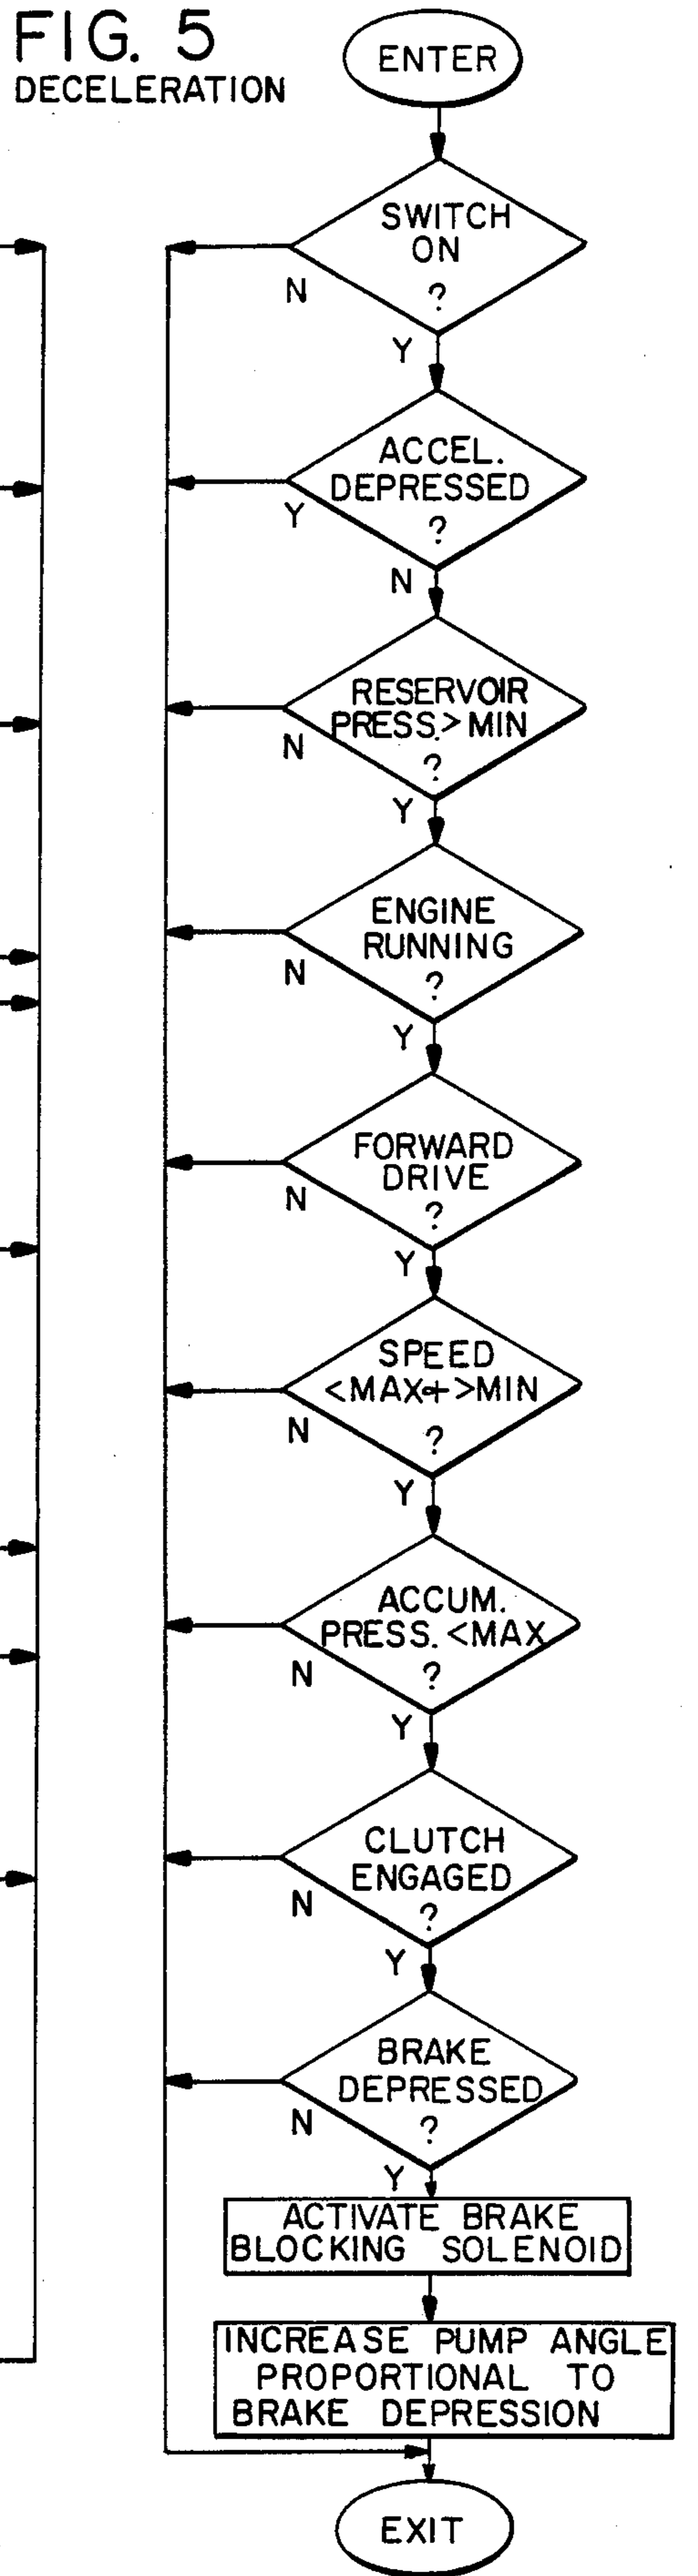 FIG. 5
DECELERATION
ENTER
SWITCH
ON
?
N
Y
ACCEL.
DEPRESSED
?
Y
N
RESERVOIR
PRESS.>MIN
?
N
Y
ENGINE
RUNNING
?
N
Y
FORWARD
DRIVE
?
N
Y
SPEED
<MAX+>MIN
?
N
Y
ACCUM.
PRESS.<MAX
?
N
Y
CLUTCH
ENGAGED
?
N
Y
BRAKE
DEPRESSED
?
N
Y
ACTIVATE BRAKE
BLOCKING SOLENOID
INCREASE PUMP ANGLE
PROPORTIONAL TO
BRAKE DEPRESSION
EXIT